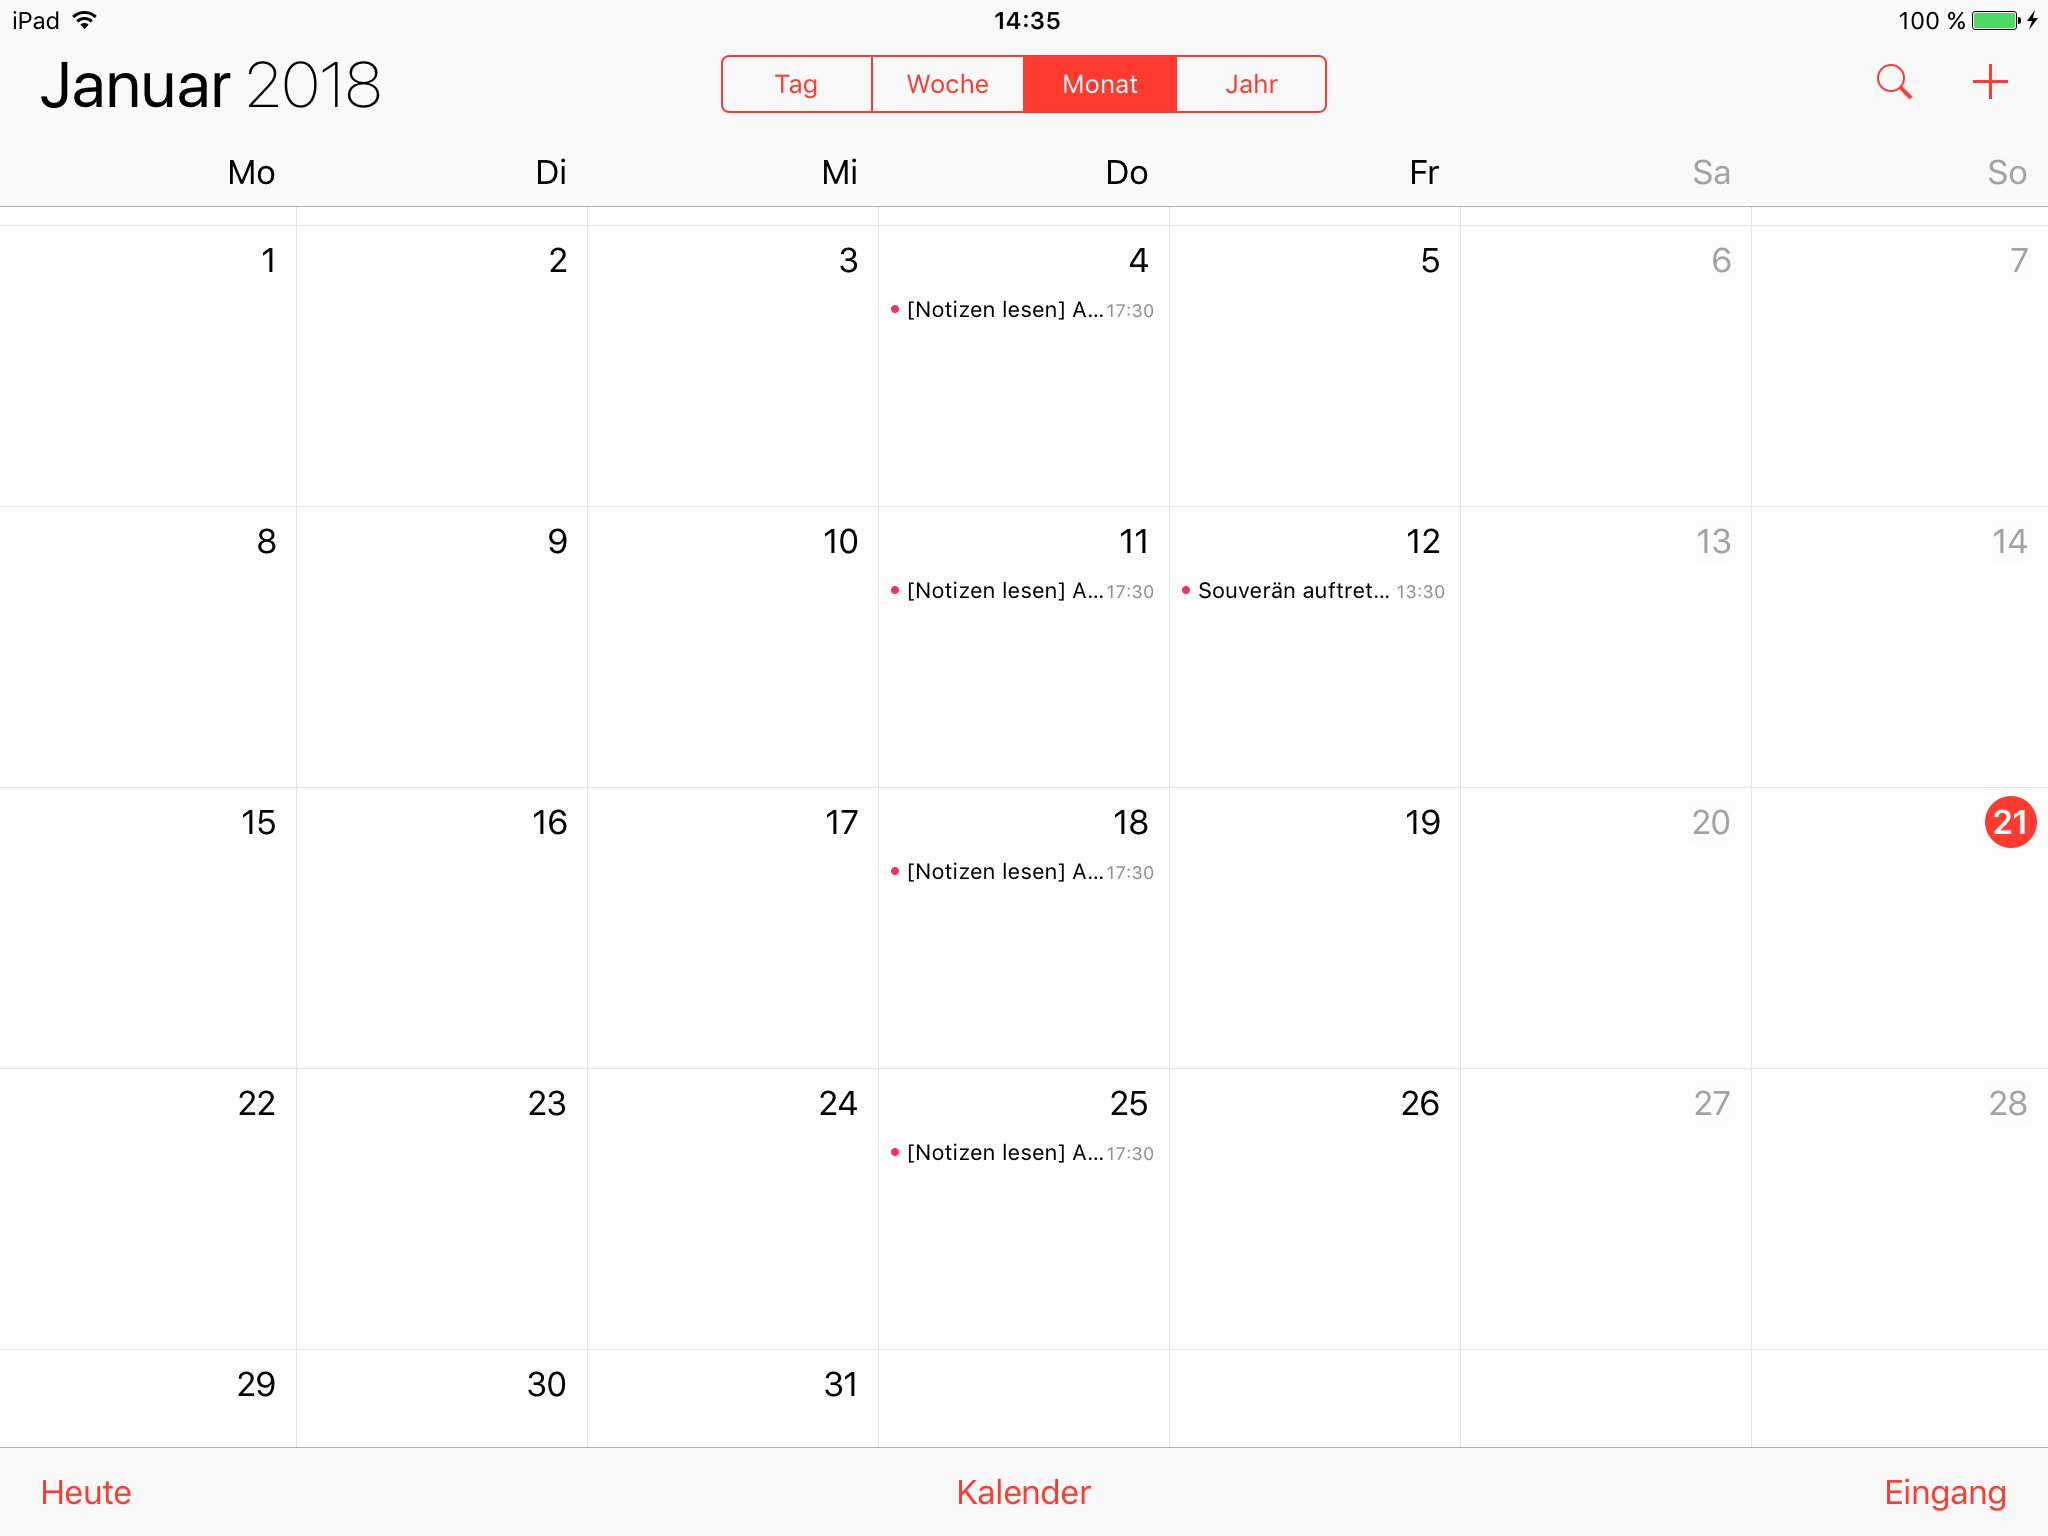 iPad 14:35 100 %
Januar 2018 Tag Woche Monat Jahr
Mo Di Mi Do Fr Sa So
1 2 3 4 5 6 7
[Notizen lesen] A... 17:30
8 9 10 11 12 13 14
[Notizen lesen] A... 17:30 Souverän auftret... 13:30
15 16 17 18 19 20 21
[Notizen lesen] A... 17:30
22 23 24 25 26 27 28
[Notizen lesen] A... 17:30
29 30 31
Heute Kalender Eingang